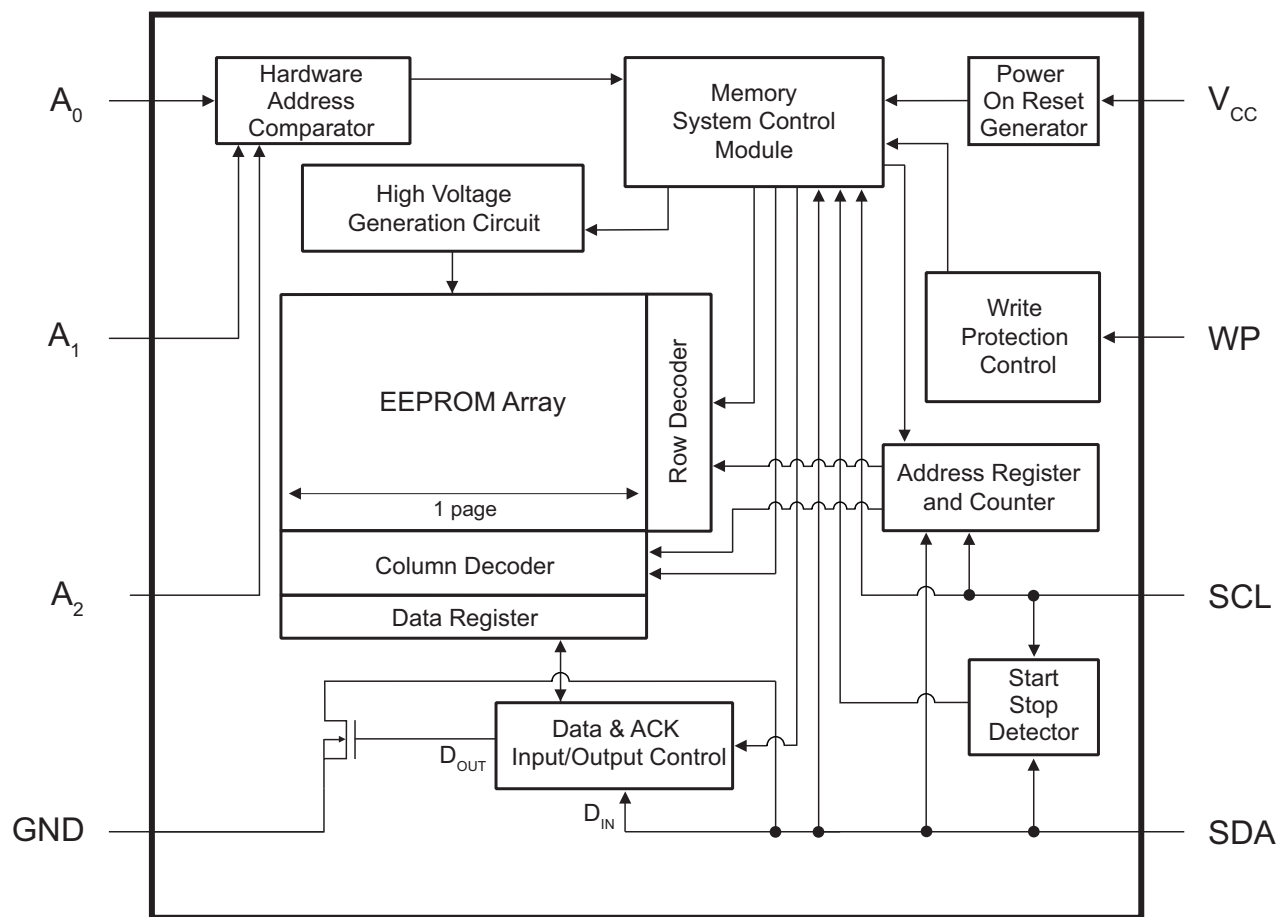 Hardware
Address
Comparator
Memory
System Control
Module
Power
On Reset
Generator
A0
VCC
High Voltage
Generation Circuit
Write
Protection
Control
A1
WP
EEPROM Array
Row Decoder
1 page
Address Register
and Counter
Column Decoder
A2
SCL
Data Register
Start
Stop
Detector
Data & ACK
Input/Output Control
DOUT
DIN
GND
SDA